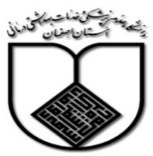 دانشگاه علوم پزشکی و خدمات بهداشتی درمانی
استان اصفهان